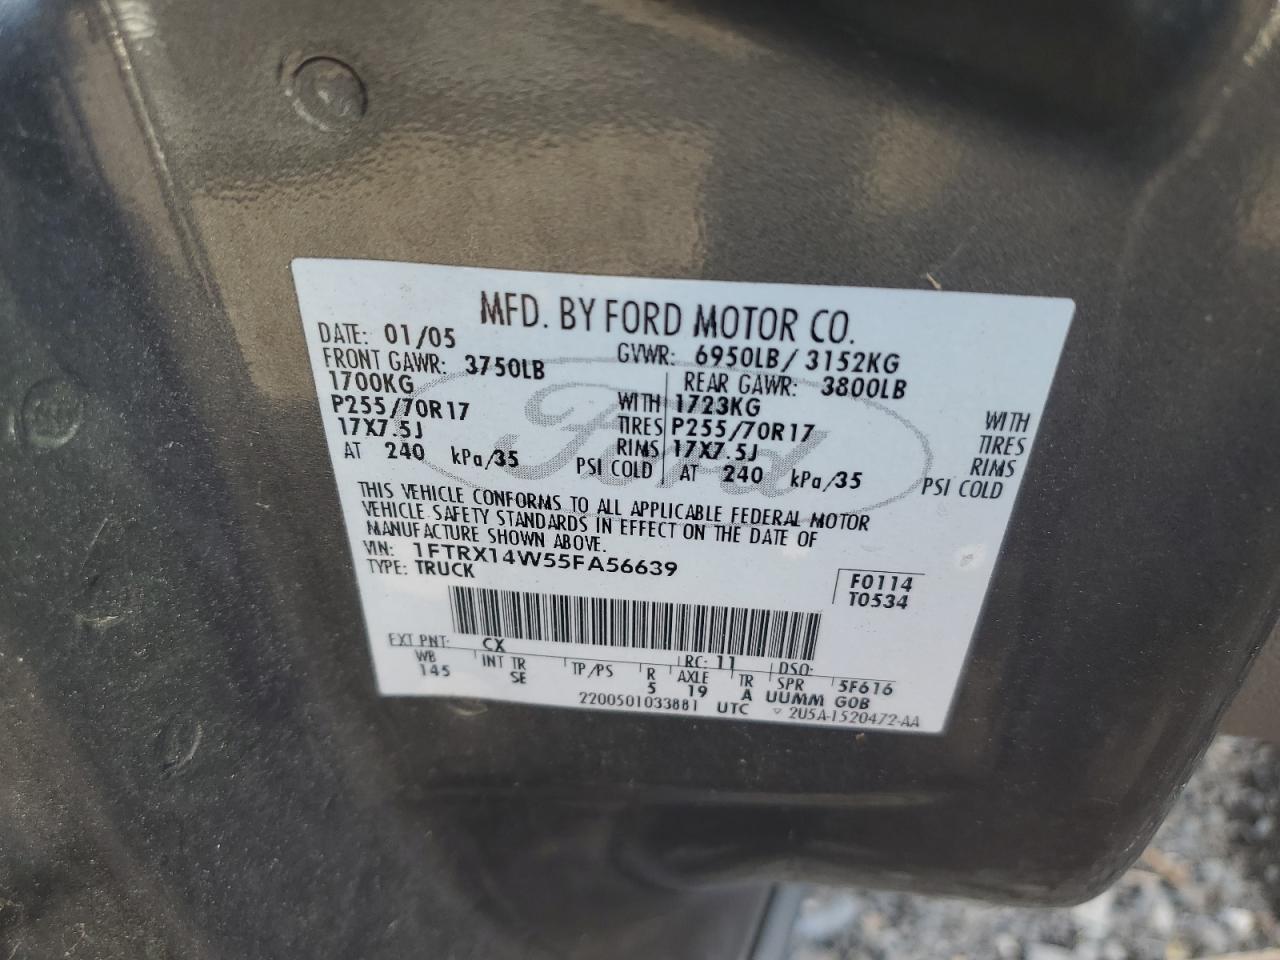 MFD. BY FORD MOTOR CO.
DATE: 01/05 GVWR: 6950LB/ 3152KG
FRONT GAWR: 3750LB REAR GAWR: 3800LB
1700KG WITH 1723KG WITH
P255/70R17 TIRES P255/70R17 TIRES
17X7.5J RIMS 17X7.5J RIMS
AT 240 kPa/35 PSI COLD AT 240 kPa/35 PSI COLD
Ford
THIS VEHICLE CONFORMS TO ALL APPLICABLE FEDERAL MOTOR
VEHICLE SAFETY STANDARDS IN EFFECT ON THE DATE OF
MANUFACTURE SHOWN ABOVE.
VIN: 1FTRX14W55FA56639
TYPE: TRUCK
F0114
T0534
EXT PNT: CX RC: 11 DSO:
WB INT TR TP/PS R AXLE TR SPR 5F616
145 SE 5 19 A UUMM G0B
2200501033881 UTC 2U5A-1520472-AA